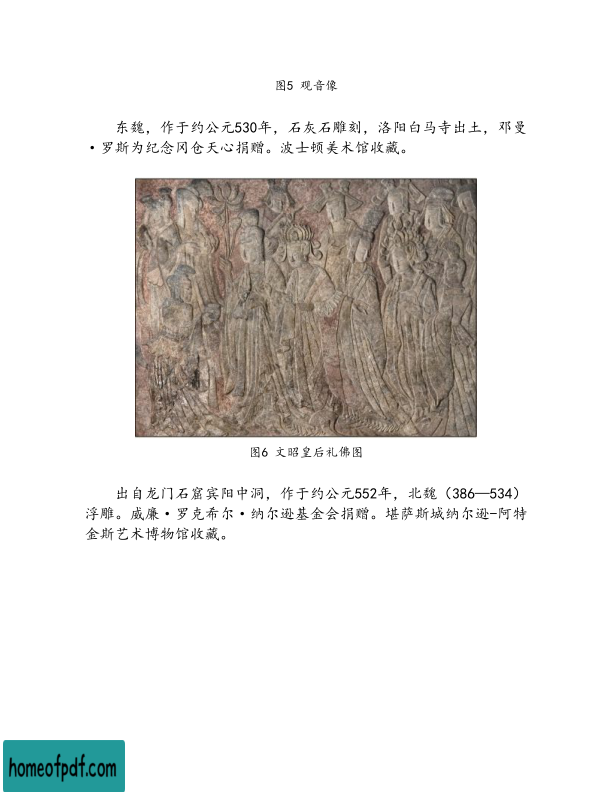 图5 观音像
东魏，作于约公元530年，石灰石雕刻，洛阳白马寺出土，邓曼
·罗斯为纪念冈仓天心捐赠。波士顿美术馆收藏。
图6 文昭皇后礼佛图
出自龙门石窟宾阳中洞，作于约公元552年，北魏（386—534）
浮雕。威廉·罗克希尔·纳尔逊基金会捐赠。堪萨斯城纳尔逊-阿特
金斯艺术博物馆收藏。
homeofpdf.com